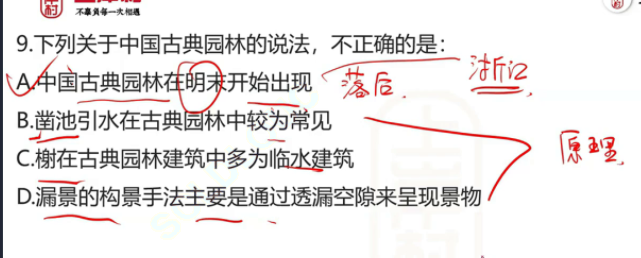 不辜负每一次相遇
9.下列关于中国古典园林的说法，不正确的是：
A.中国古典园林在明末开始出现
落后.
浙江
B.凿池引水在古典园林中较为常见
原理.
C.榭在古典园林建筑中多为临水建筑
D.漏景的构景手法主要是通过透漏空隙来呈现景物